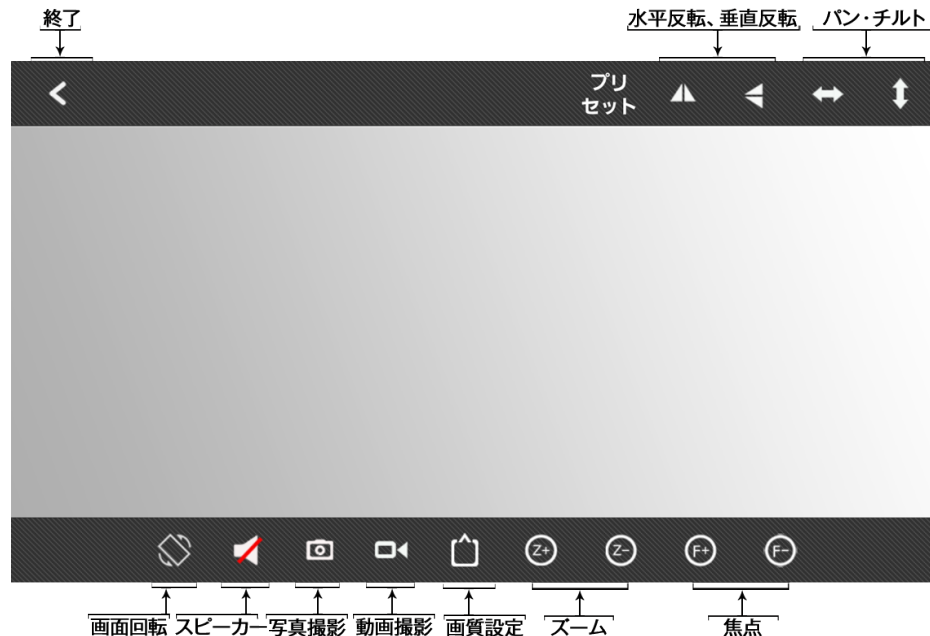 終了
水平反転、垂直反転
パン・チルト
プリ
セット
Z+
Z-
F+
F-
画面回転
スピーカー
写真撮影
動画撮影
画質設定
ズーム
焦点